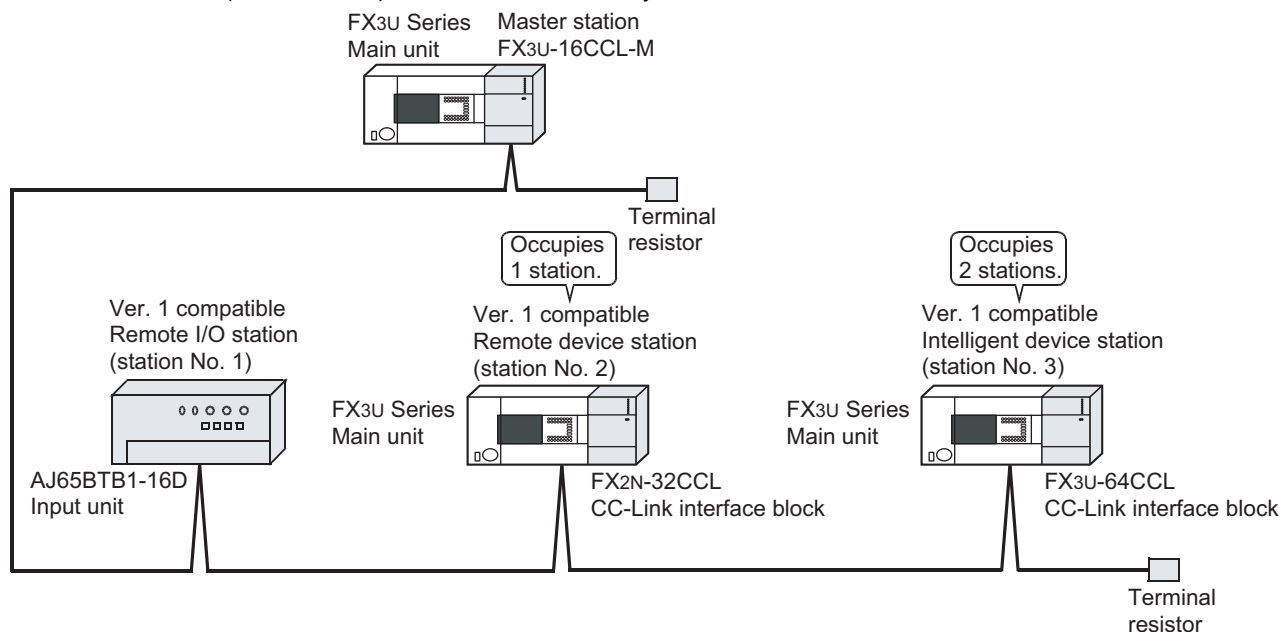 FX3U Series
Main unit
Master station
FX3U-16CCL-M
Terminal
resistor
Occupies
1 station.
Occupies
2 stations.
Ver. 1 compatible
Remote I/O station
(station No. 1)
Ver. 1 compatible
Remote device station
(station No. 2)
Ver. 1 compatible
Intelligent device station
(station No. 3)
AJ65BTB1-16D
Input unit
FX3U Series
Main unit
FX2N-32CCL
CC-Link interface block
FX3U Series
Main unit
FX3U-64CCL
CC-Link interface block
Terminal
resistor